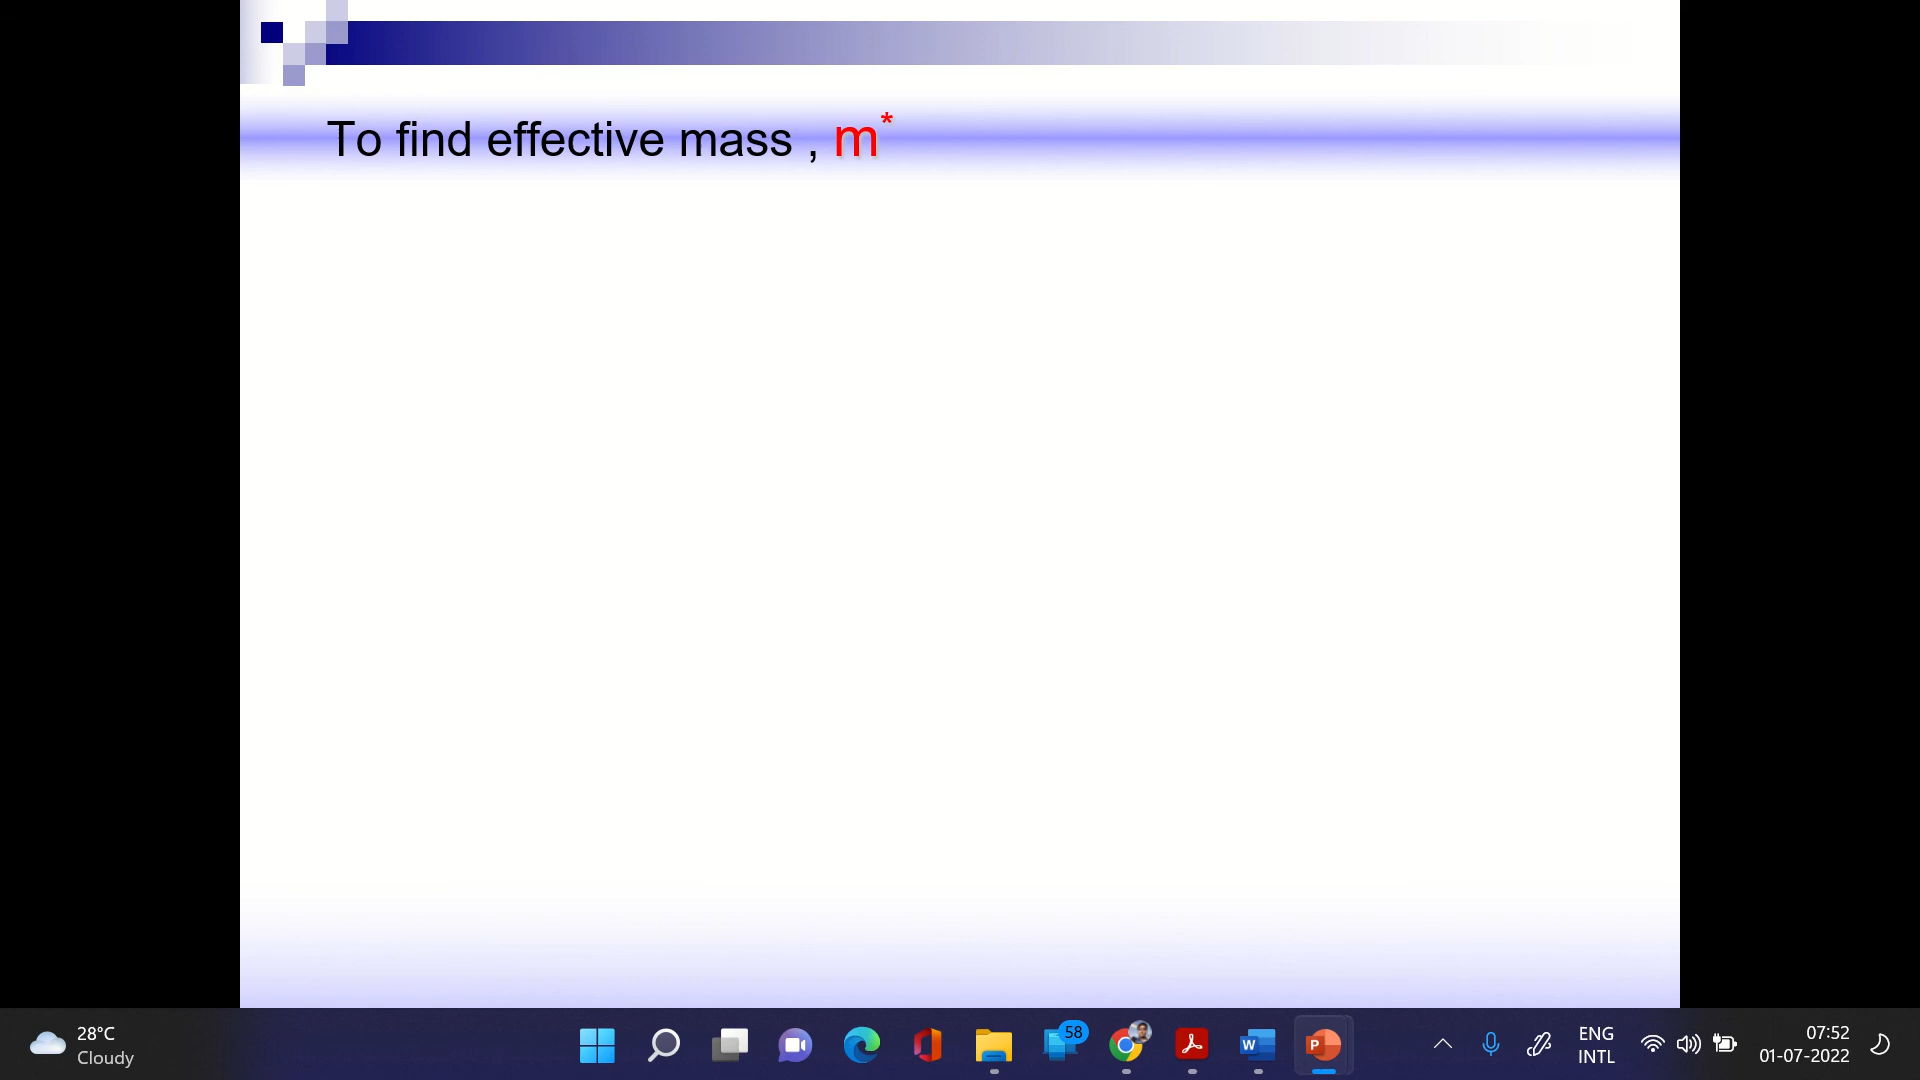 To find effective mass , m*
28°C
Cloudy
58
W
P
ENG
INTL
07:52
01-07-2022